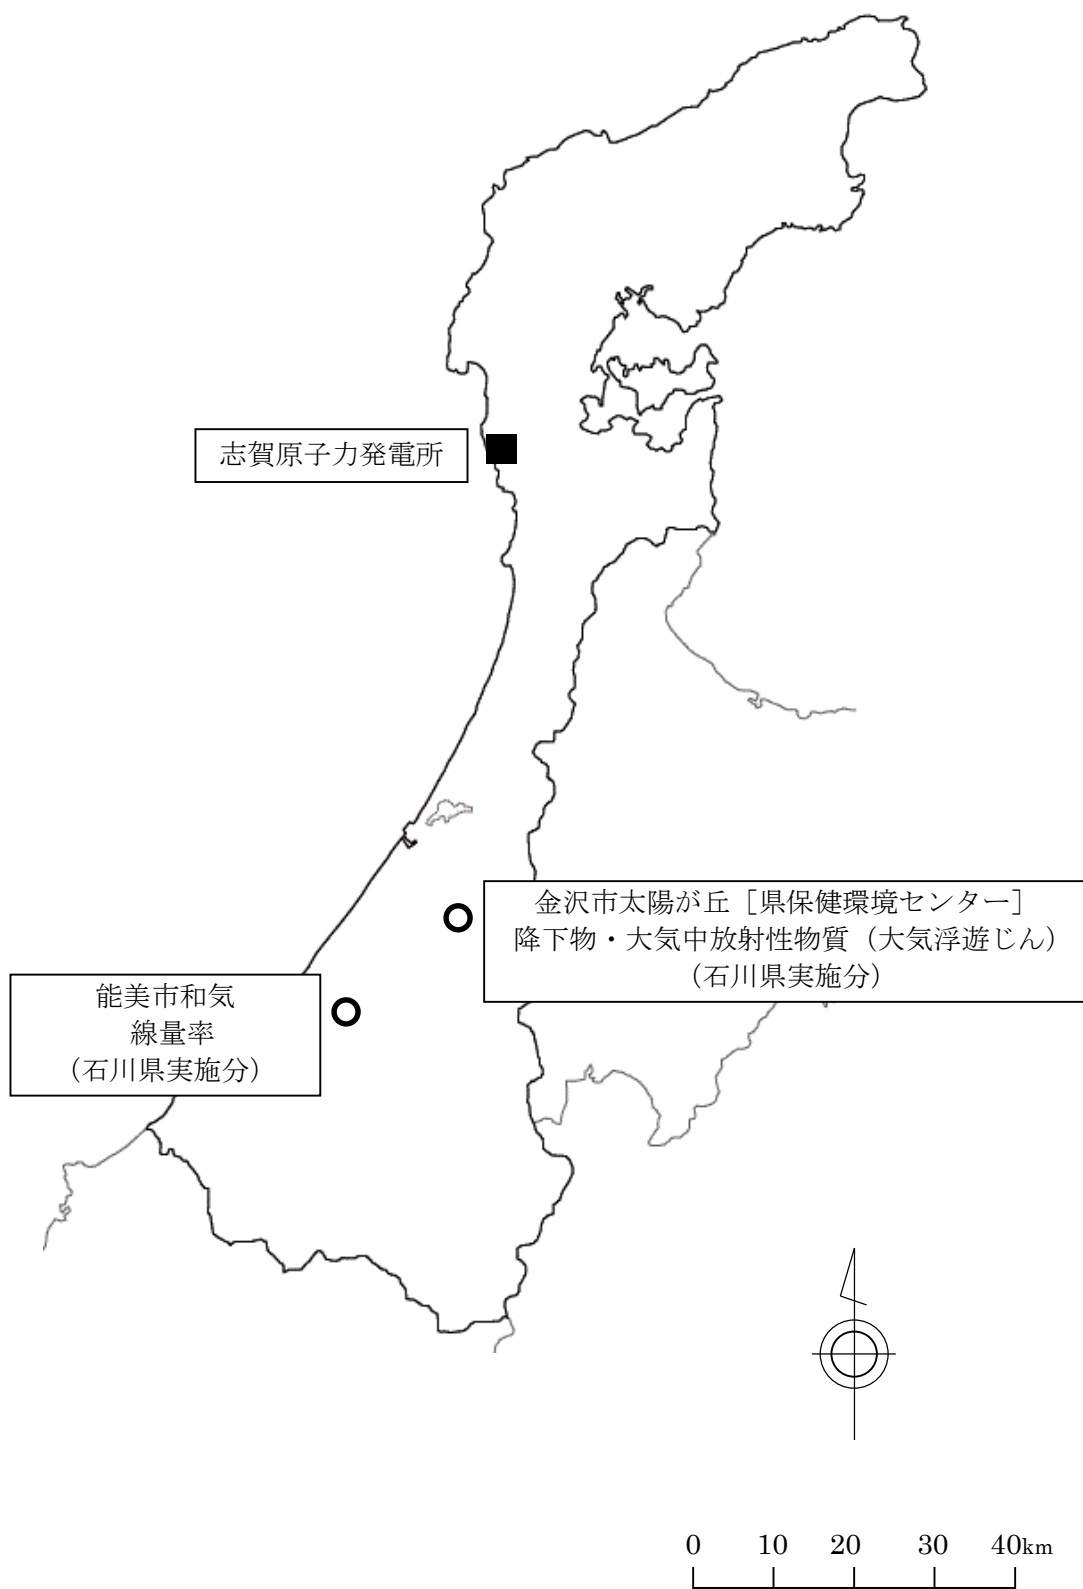 志賀原子力発電所
金沢市太陽が丘［県保健環境センター］
降下物・大気中放射性物質（大気浮遊じん）
（石川県実施分）
能美市和気
線量率
（石川県実施分）
0 10 20 30 40km